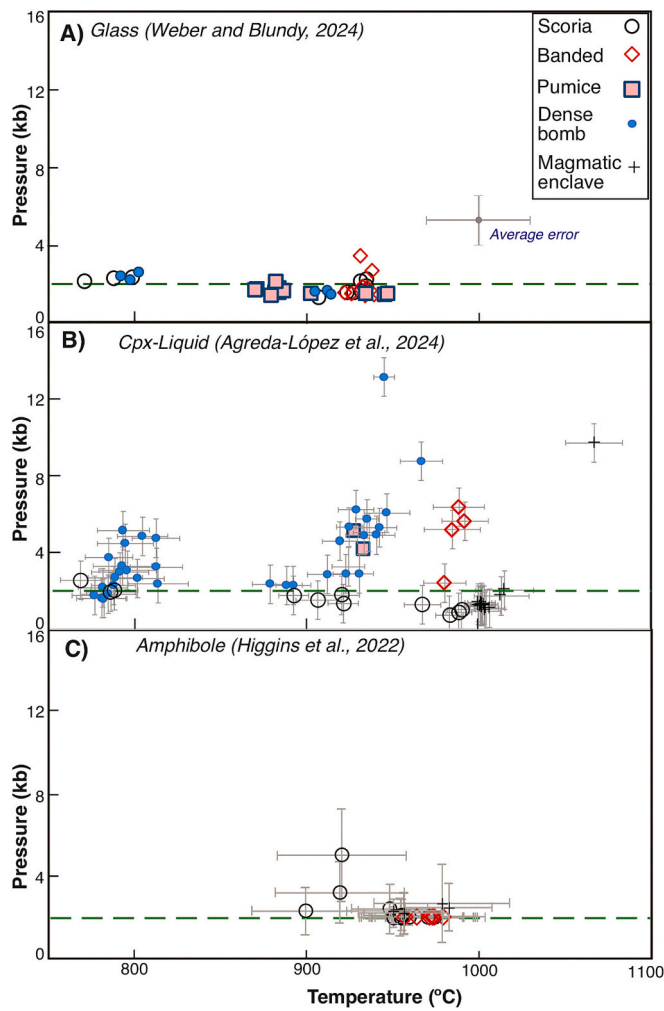 A) Glass (Weber and Blundy, 2024)
Scoria
Banded
Pumice
Dense
bomb
Magmatic
enclave
Average error
Pressure (kb)
16
12
8
4
0
B) Cpx-Liquid (Agreda-López et al., 2024)
Pressure (kb)
16
12
8
4
0
C) Amphibole (Higgins et al., 2022)
Pressure (kb)
16
12
8
4
0
800 900 1000 1100
Temperature (ºC)